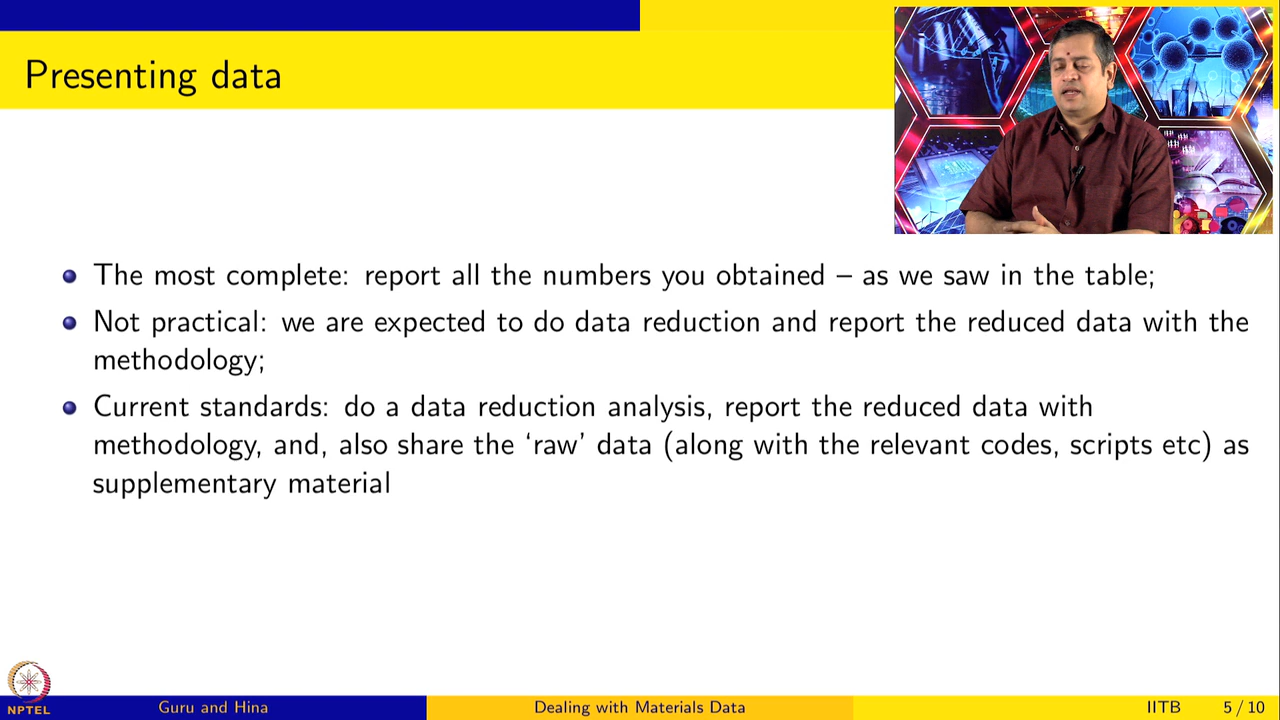 Presenting data
The most complete: report all the numbers you obtained – as we saw in the table;
Not practical: we are expected to do data reduction and report the reduced data with the
methodology;
Current standards: do a data reduction analysis, report the reduced data with
methodology, and, also share the ‘raw’ data (along with the relevant codes, scripts etc) as
supplementary material
NPTEL
Guru and Hina
Dealing with Materials Data
IITB
5 / 10